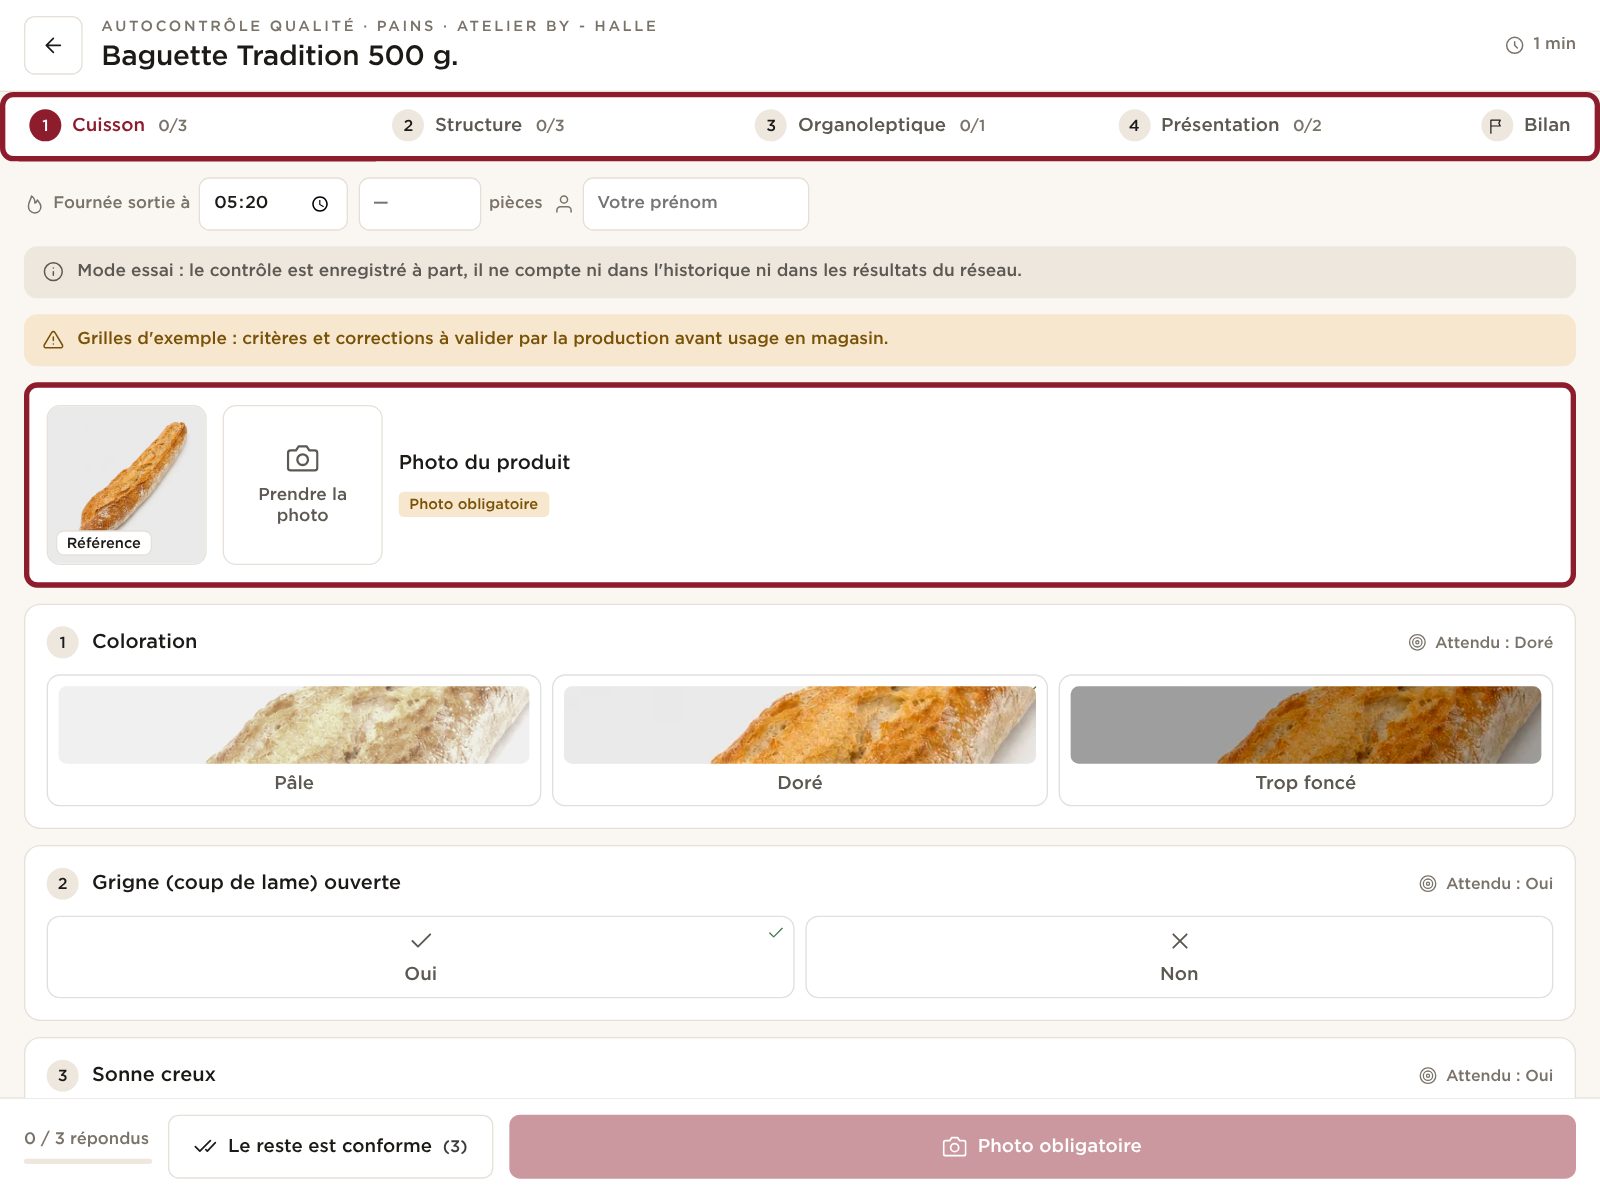 AUTOCONTRÔLE QUALITÉ · PAINS · ATELIER BY - HALLE
Baguette Tradition 500 g.
1 min
1 Cuisson 0/3
2 Structure 0/3
3 Organoleptique 0/1
4 Présentation 0/2
Bilan
Fournée sortie à 05:20 — pièces Votre prénom
Mode essai : le contrôle est enregistré à part, il ne compte ni dans l'historique ni dans les résultats du réseau.
Grilles d'exemple : critères et corrections à valider par la production avant usage en magasin.
Référence
Prendre la
photo
Photo du produit
Photo obligatoire
1 Coloration
Attendu : Doré
Pâle
Doré
Trop foncé
2 Grigne (coup de lame) ouverte
Attendu : Oui
Oui
Non
3 Sonne creux
Attendu : Oui
0 / 3 répondus
Le reste est conforme (3)
Photo obligatoire